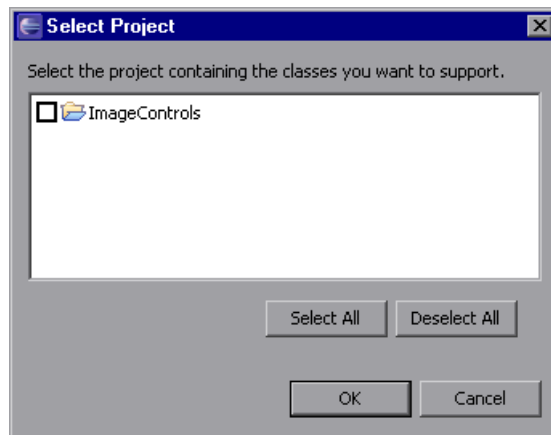 Select Project
Select the project containing the classes you want to support.
ImageControls
Select All Deselect All
OK Cancel